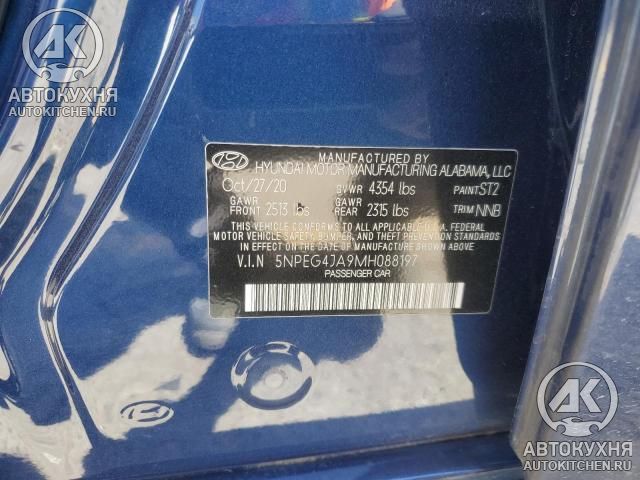 АК
АВТОКУХНЯ
AUTOKITCHEN.RU
MANUFACTURED BY
HYUNDAI MOTOR MANUFACTURING ALABAMA, LLC
Oct/27/20 GVWR 4354 lbs PAINT ST2
GAWR GAWR
FRONT 2513 lbs REAR 2315 lbs TRIM NNB
THIS VEHICLE CONFORMS TO ALL APPLICABLE U.S.A. FEDERAL
MOTOR VEHICLE SAFETY, BUMPER, AND THEFT PREVENTION STANDARDS
IN EFFECT ON THE DATE OF MANUFACTURE SHOWN ABOVE.
V.I.N 5NPEG4JA9MH088197
PASSENGER CAR
АК
АВТОКУХНЯ
AUTOKITCHEN.RU